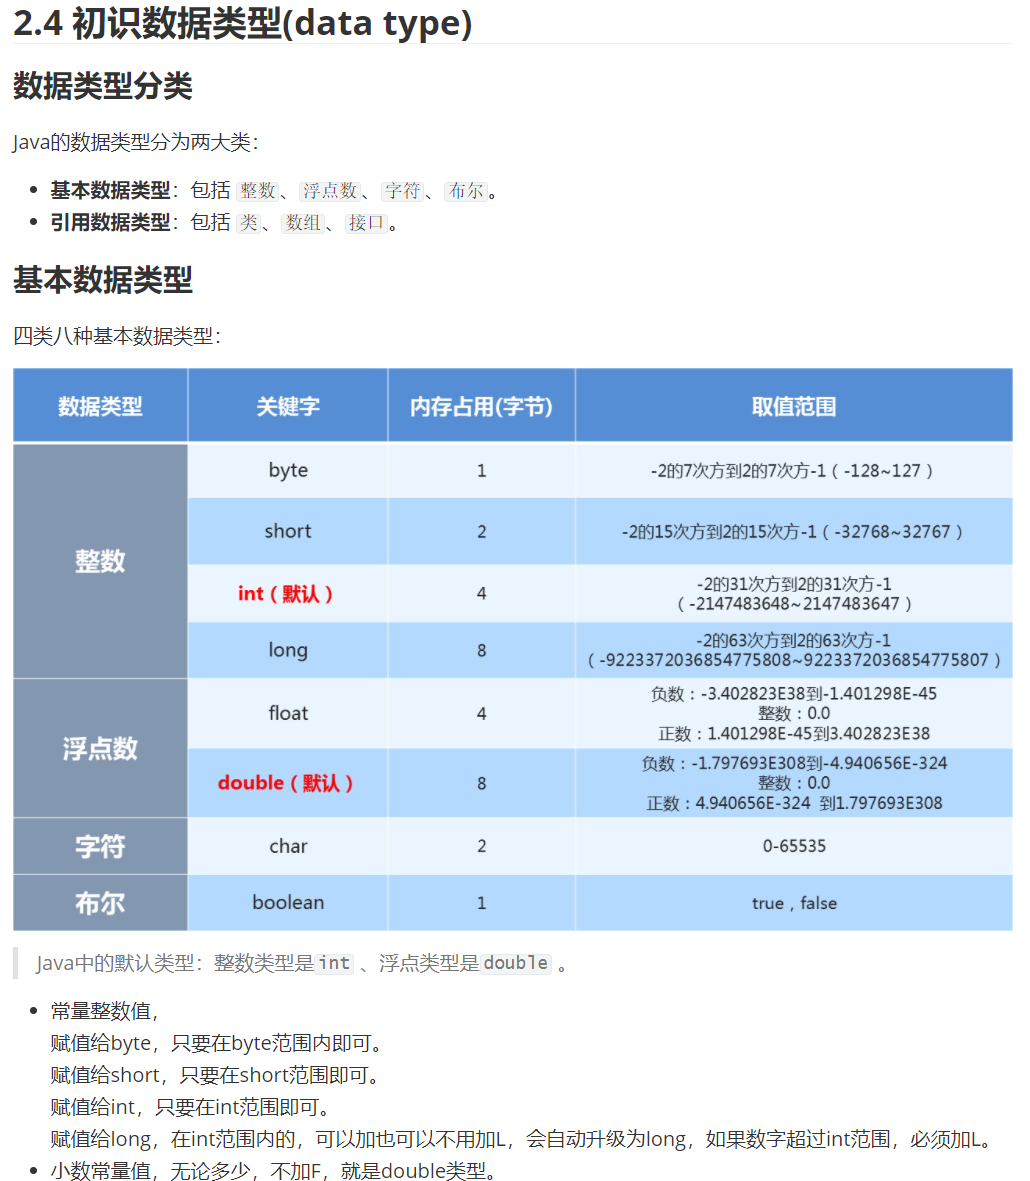 2.4 初识数据类型(data type)
数据类型分类
Java的数据类型分为两大类：
基本数据类型：包括 整数、浮点数、字符、布尔。
引用数据类型：包括 类、数组、接口。
基本数据类型
四类八种基本数据类型：
数据类型 关键字 内存占用(字节) 取值范围
整数
byte 1 -2的7次方到2的7次方-1（-128~127）
short 2 -2的15次方到2的15次方-1（-32768~32767）
int（默认） 4 -2的31次方到2的31次方-1
（-2147483648~2147483647）
long 8 -2的63次方到2的63次方-1
（-9223372036854775808~9223372036854775807）
浮点数
float 4 负数：-3.402823E38到-1.401298E-45
整数：0.0
正数：1.401298E-45到3.402823E38
double（默认） 8 负数：-1.797693E308到-4.940656E-324
整数：0.0
正数：4.940656E-324 到1.797693E308
字符 char 2 0-65535
布尔 boolean 1 true，false
Java中的默认类型：整数类型是int 、浮点类型是double 。
常量整数值，
赋值给byte，只要在byte范围内即可。
赋值给short，只要在short范围即可。
赋值给int，只要在int范围即可。
赋值给long，在int范围内的，可以加也可以不用加L，会自动升级为long，如果数字超过int范围，必须加L。
小数常量值，无论多少，不加F，就是double类型。